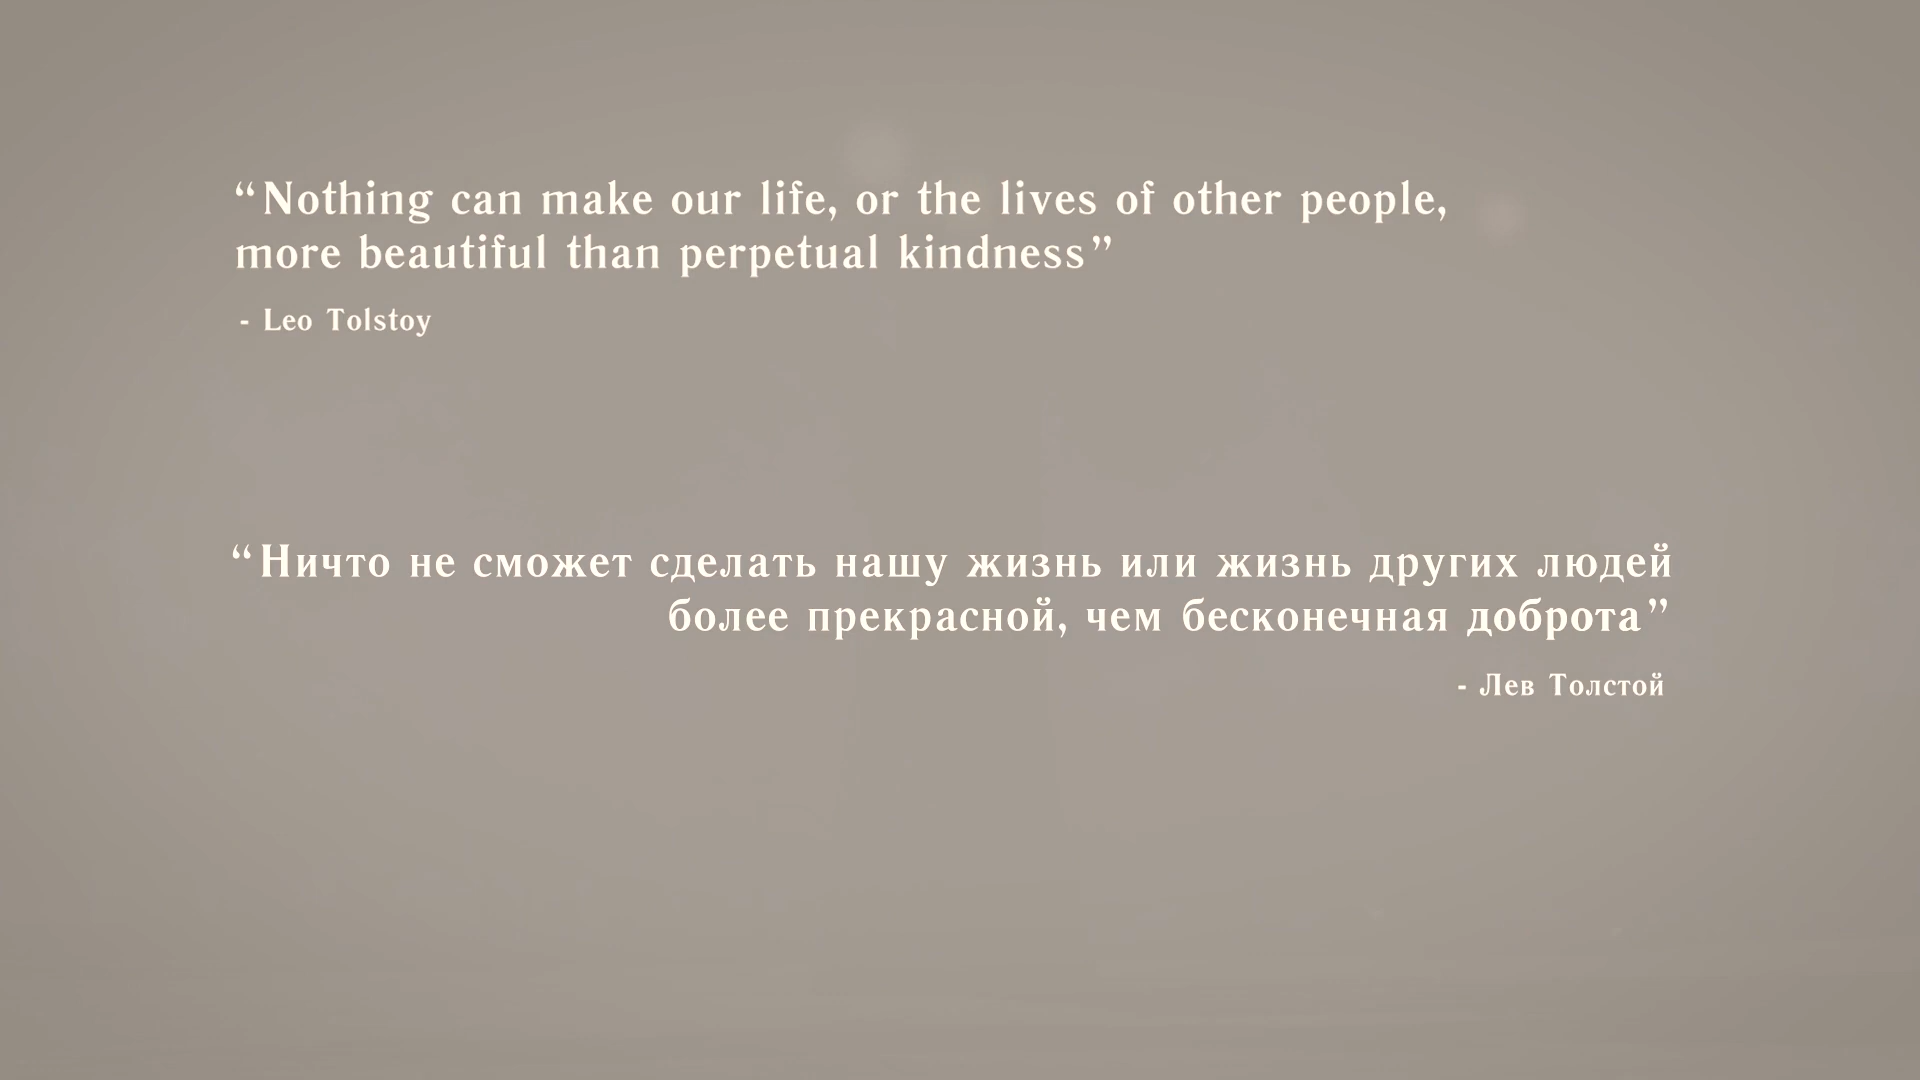 “Nothing can make our life, or the lives of other people,
more beautiful than perpetual kindness”
- Leo Tolstoy
“Ничто не сможет сделать нашу жизнь или жизнь других людей
более прекрасной, чем бесконечная доброта”
- Лев Толстой